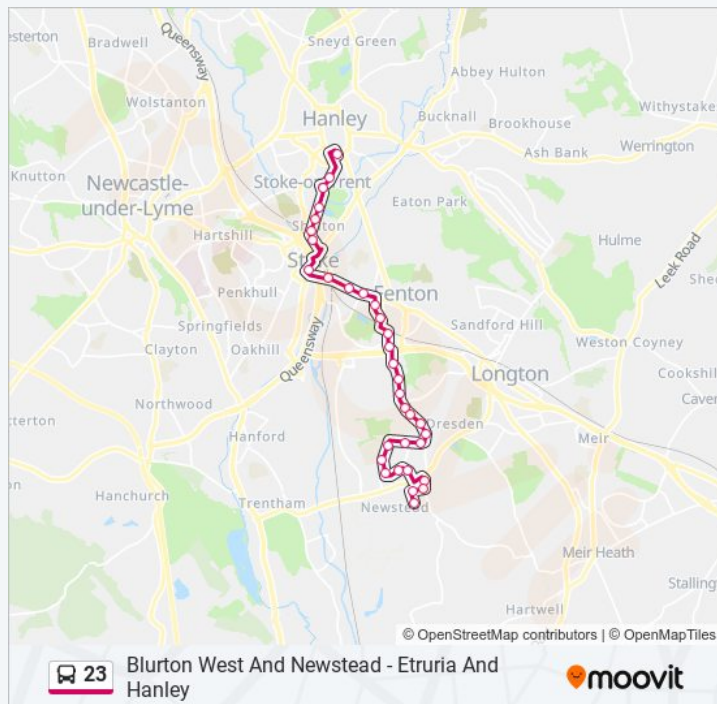 esterton
Bradwell
Queensway
Sneyd Green
Abbey Hulton
Wolstanton
Hanley
Bucknall
Brookhouse
Withystake
Ash Bank
Werrington
Knutton
Newcastle-
under-Lyme
Stoke-on-Trent
Eaton Park
Hartshill
Shelton
Hulme
Leek Road
Stoke
Penkhull
Fenton
Springfields
Sandford Hill
Weston Coyney
Clayton
Oakhill
Queensway
Longton
Cookshill
Northwood
Caver
tterton
Hanford
Dresden
Meir
Hanchurch
Trentham
Newstead
Meir Heath
Stalling
Hartwell
© OpenStreetMap contributors | © OpenMapTiles
23
Blurton West And Newstead - Etruria And
Hanley
moovit